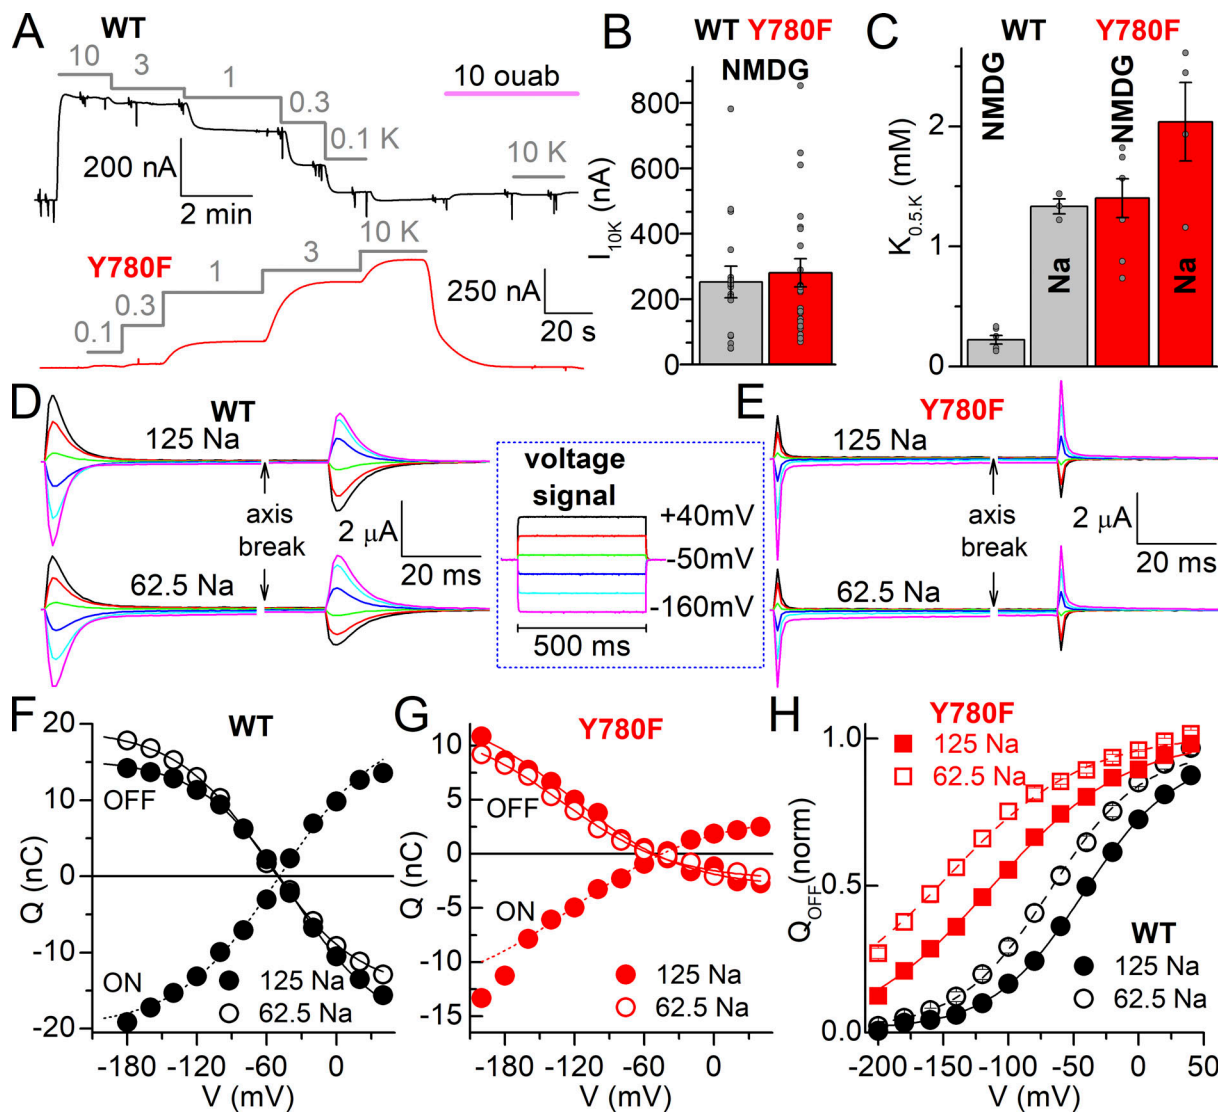 A
WT
10
3
1
0.3
0.1 K
10 ouab
10 K
200 nA
2 min
Y780F
0.1
0.3
1
3
10 K
250 nA
20 s
B
WT Y780F
NMDG
I10K (nA)
800
600
400
200
0
C
WT
Y780F
NMDG
Na
NMDG
Na
K0.5.K (mM)
2
1
0
D
WT
125 Na
axis
break
2 μA
20 ms
62.5 Na
voltage
signal
+40mV
-50mV
-160mV
500 ms
E
Y780F
125 Na
axis
break
2 μA
20 ms
62.5 Na
F
WT
Q (nC)
20
15
10
5
0
-5
-10
-15
-20
OFF
ON
125 Na
62.5 Na
-180 -120 -60 0
V (mV)
G
Y780F
Q (nC)
10
5
0
-5
-10
-15
OFF
ON
125 Na
62.5 Na
-180 -120 -60 0
V (mV)
H
Y780F
125 Na
62.5 Na
QOFF(norm)
1.0
0.5
0.0
WT
125 Na
62.5 Na
-200 -150 -100 -50 0 50
V (mV)